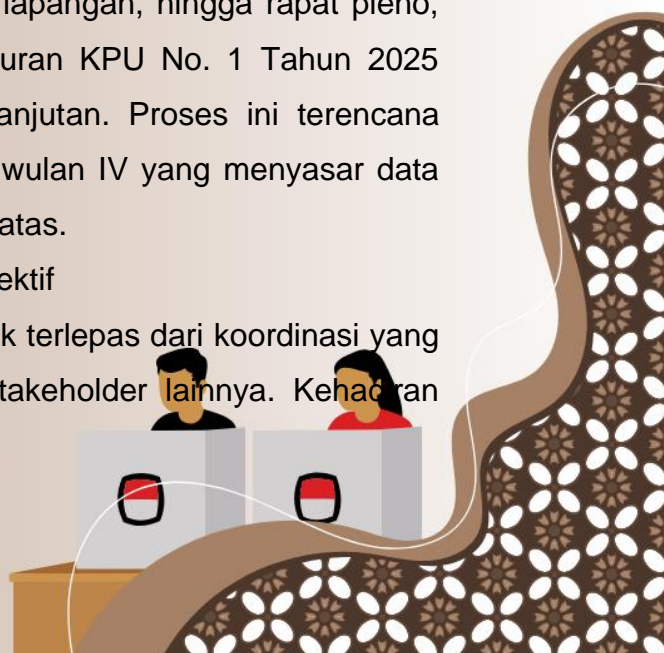 lapangan, hingga rapat pleno,
uran KPU No. 1 Tahun 2025
anjutan. Proses ini terencana
wulan IV yang menyasar data
atas.
ektif
k terlepas dari koordinasi yang
takeholder lainnya. Kehadiran